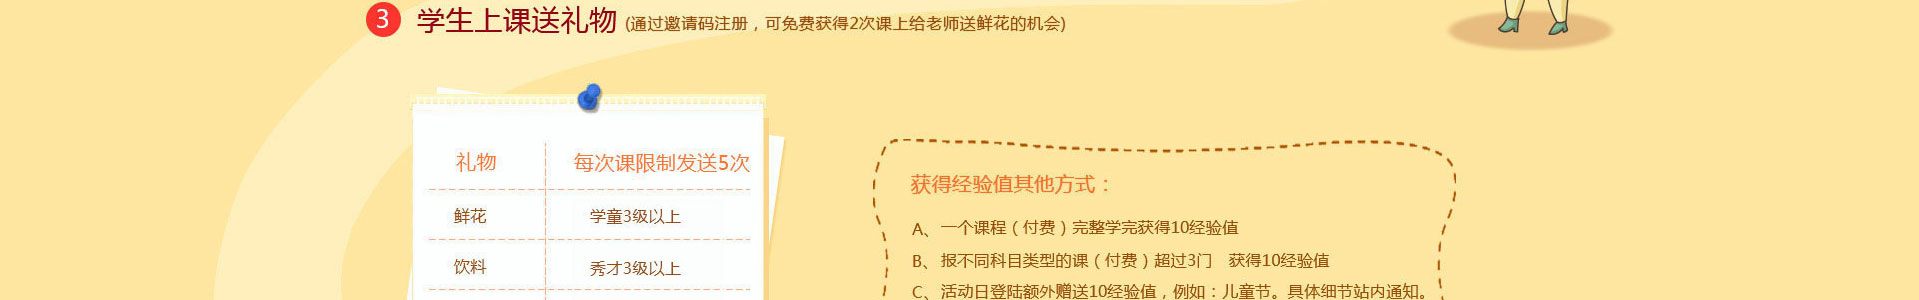 3 学生上课送礼物 (通过邀请码注册，可免费获得2次课上给老师送鲜花的机会)
礼物 每次课限制发送5次
鲜花 学童3级以上
饮料 秀才3级以上
获得经验值其他方式：
A、一个课程（付费）完整学完获得10经验值
B、报不同科目类型的课（付费）超过3门 获得10经验值
C、活动日登陆额外赠送10经验值，例如：儿童节。具体细节站内通知。